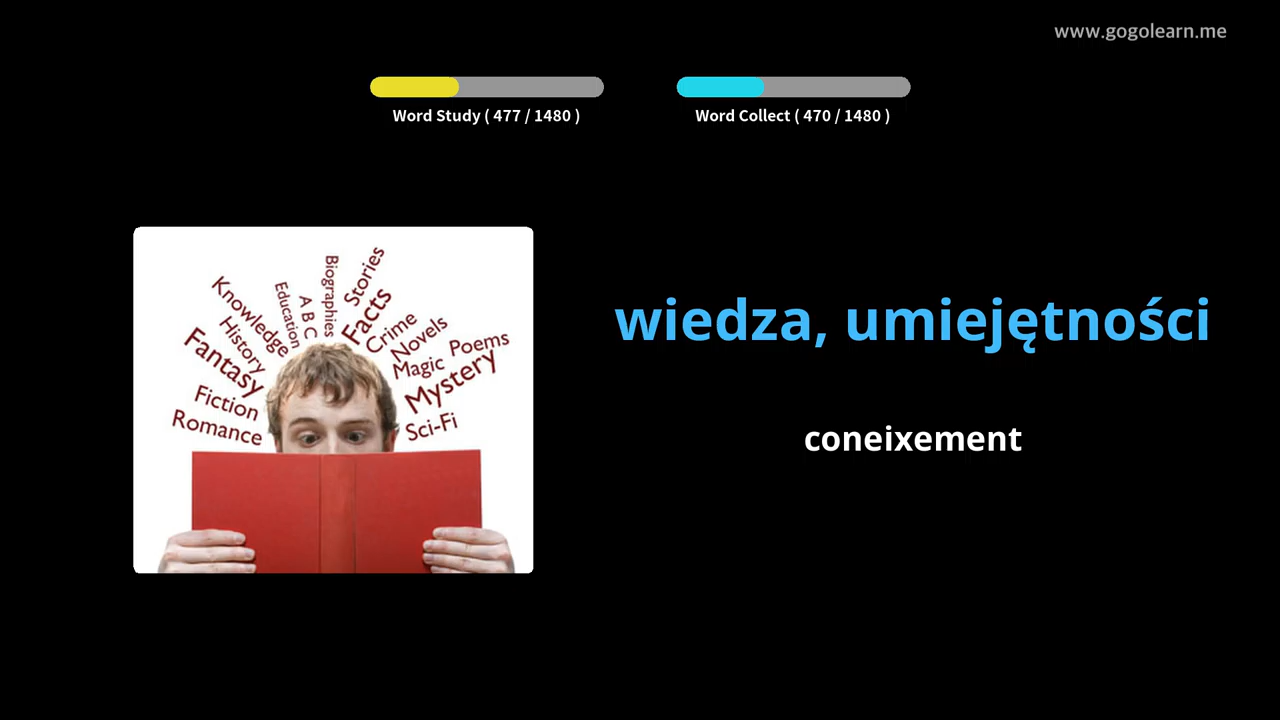 www.gogolearn.me
Word Study ( 477 / 1480 )
Word Collect ( 470 / 1480 )
Knowledge
Education
A B C
Biographies
Stories
Facts
History
Crime
Novels
Fantasy
Magic
Poems
Fiction
Mystery
Romance
Sci-Fi
wiedza, umiejętności
coneixement